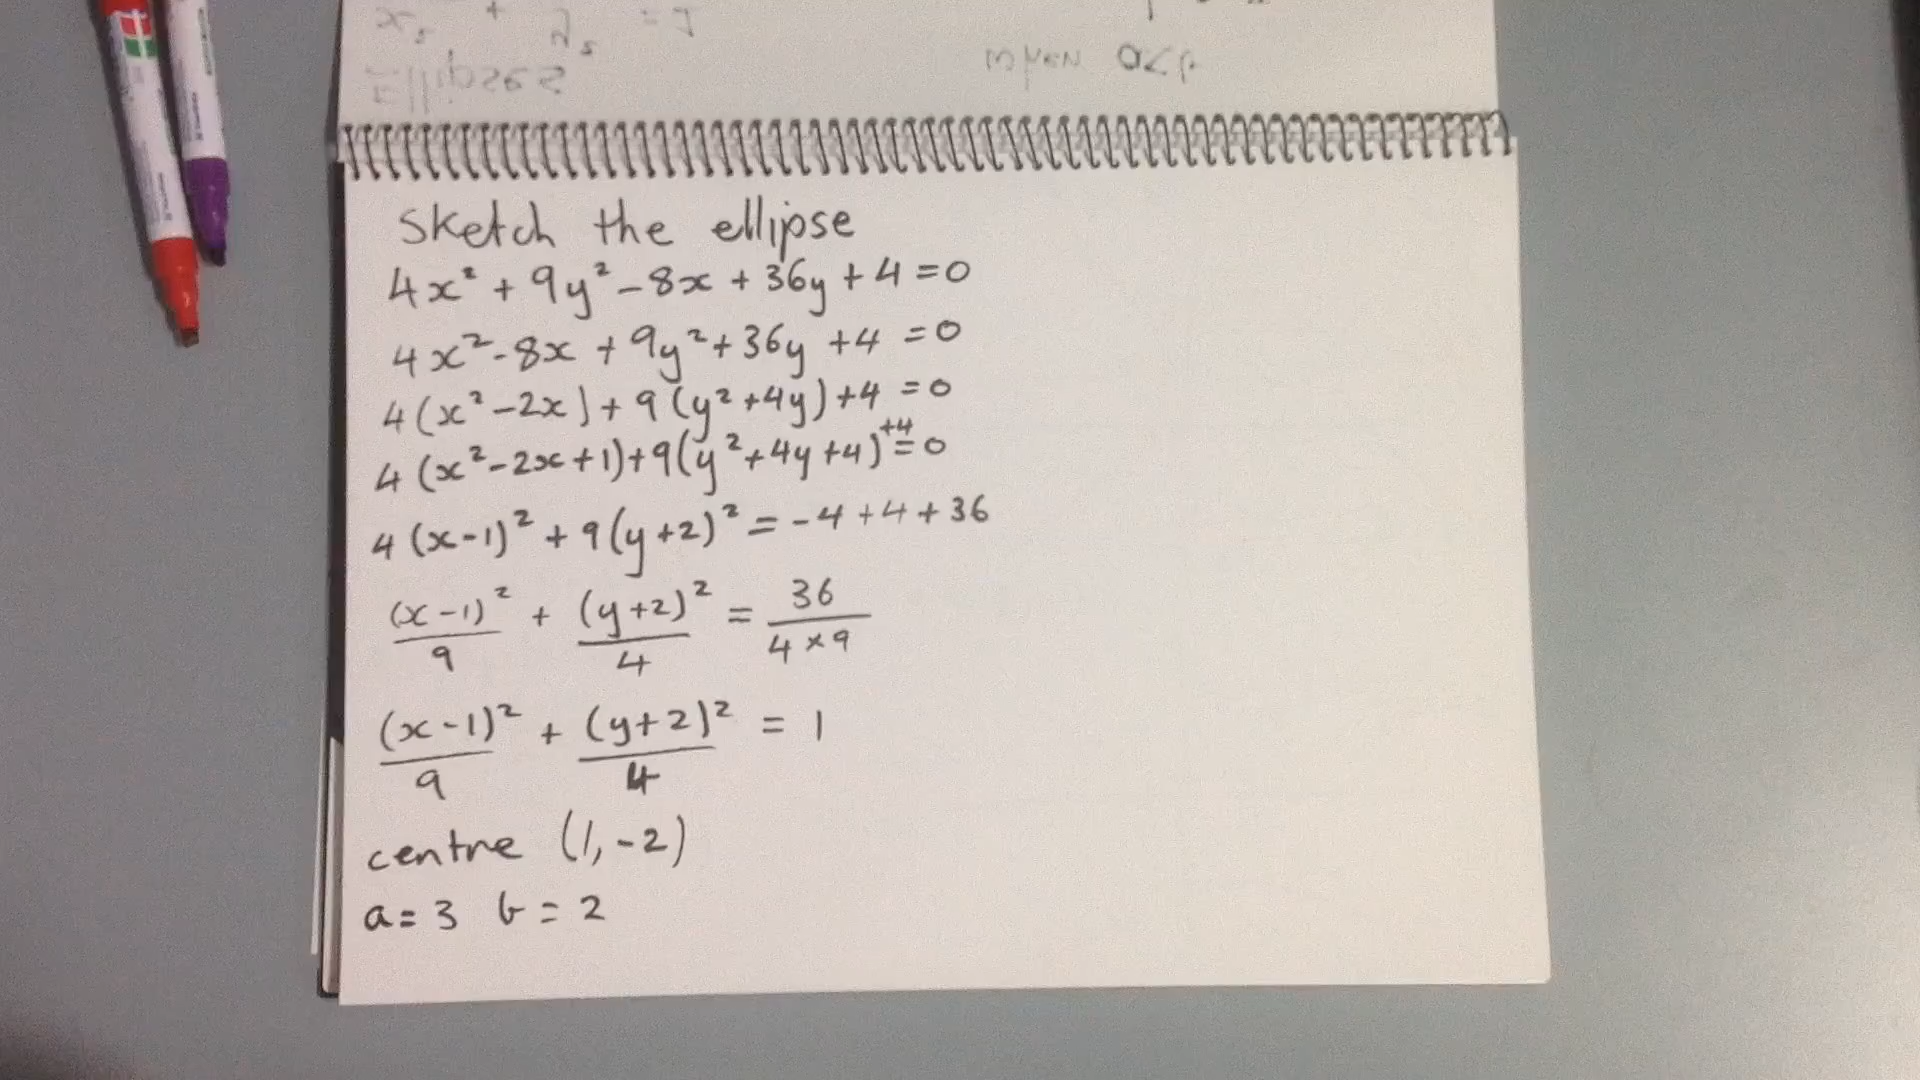 Sketch the ellipse
4x² + 9y² - 8x + 36y + 4 = 0
4x² - 8x + 9y² + 36y + 4 = 0
4(x² - 2x) + 9(y² + 4y) + 4 = 0
4(x² - 2x + 1) + 9(y² + 4y + 4) +4 = 0
4(x - 1)² + 9(y + 2)² = -4 + 4 + 36
(x - 1)²/9 + (y + 2)²/4 = 36/(4 × 9)
(x - 1)²/9 + (y + 2)²/4 = 1
centre (1, -2)
a = 3 b = 2